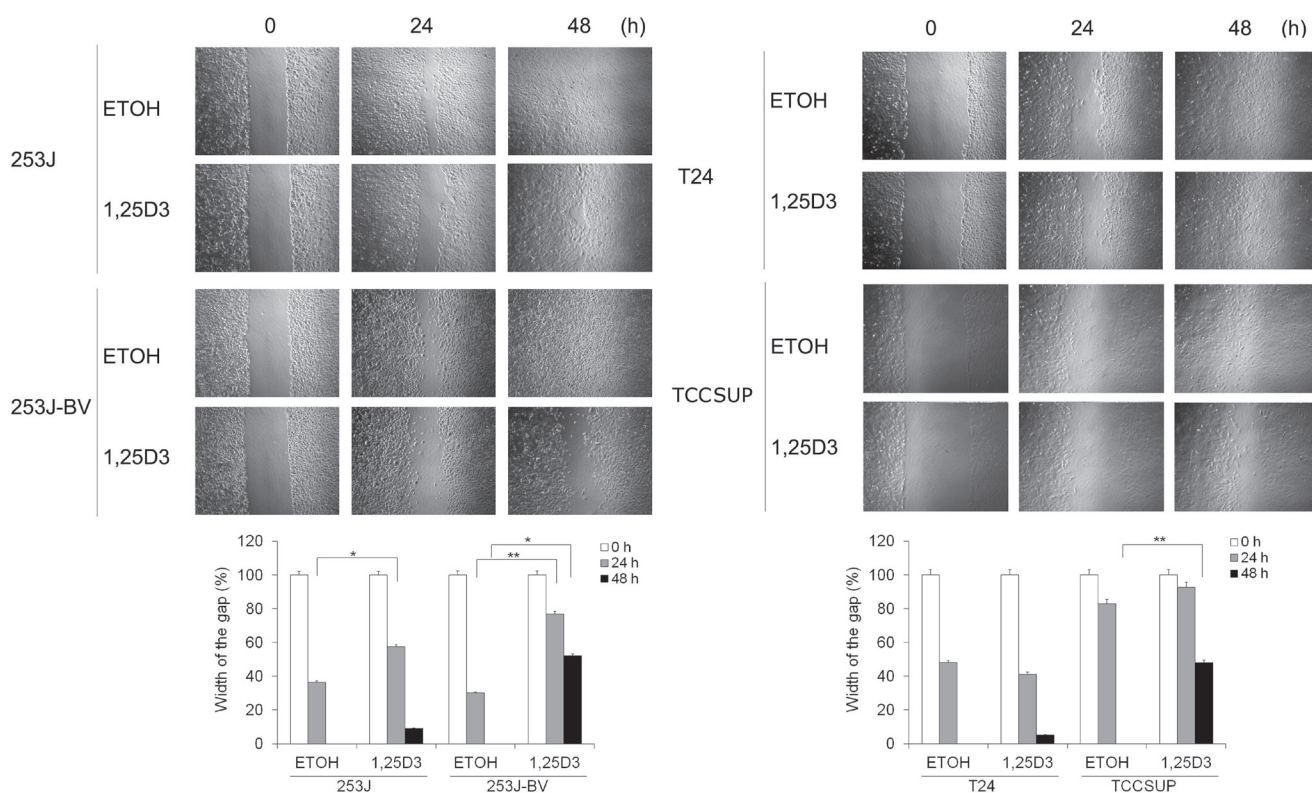 0 24 48 (h)
253J
ETOH
1,25D3
253J-BV
ETOH
1,25D3
0 24 48 (h)
T24
ETOH
1,25D3
TCCSUP
ETOH
1,25D3
Width of the gap (%)
120
100
80
60
40
20
0
*
**
*
0 h
24 h
48 h
ETOH 1,25D3 ETOH 1,25D3
253J 253J-BV
Width of the gap (%)
120
100
80
60
40
20
0
**
0 h
24 h
48 h
ETOH 1,25D3 ETOH 1,25D3
T24 TCCSUP